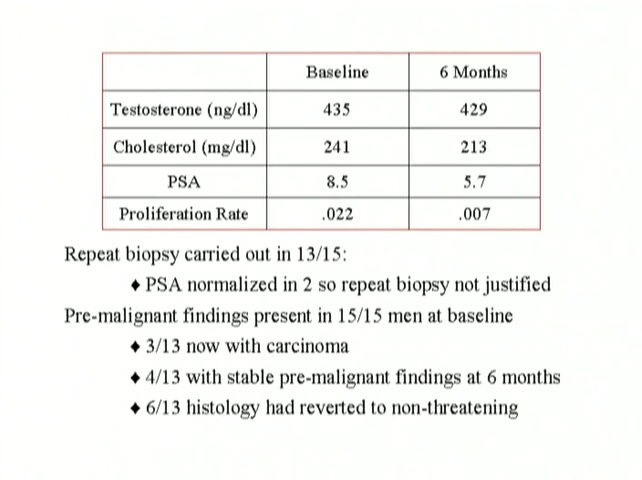 Baseline 6 Months
Testosterone (ng/dl) 435 429
Cholesterol (mg/dl) 241 213
PSA 8.5 5.7
Proliferation Rate .022 .007
Repeat biopsy carried out in 13/15:
♦ PSA normalized in 2 so repeat biopsy not justified
Pre-malignant findings present in 15/15 men at baseline
♦ 3/13 now with carcinoma
♦ 4/13 with stable pre-malignant findings at 6 months
♦ 6/13 histology had reverted to non-threatening